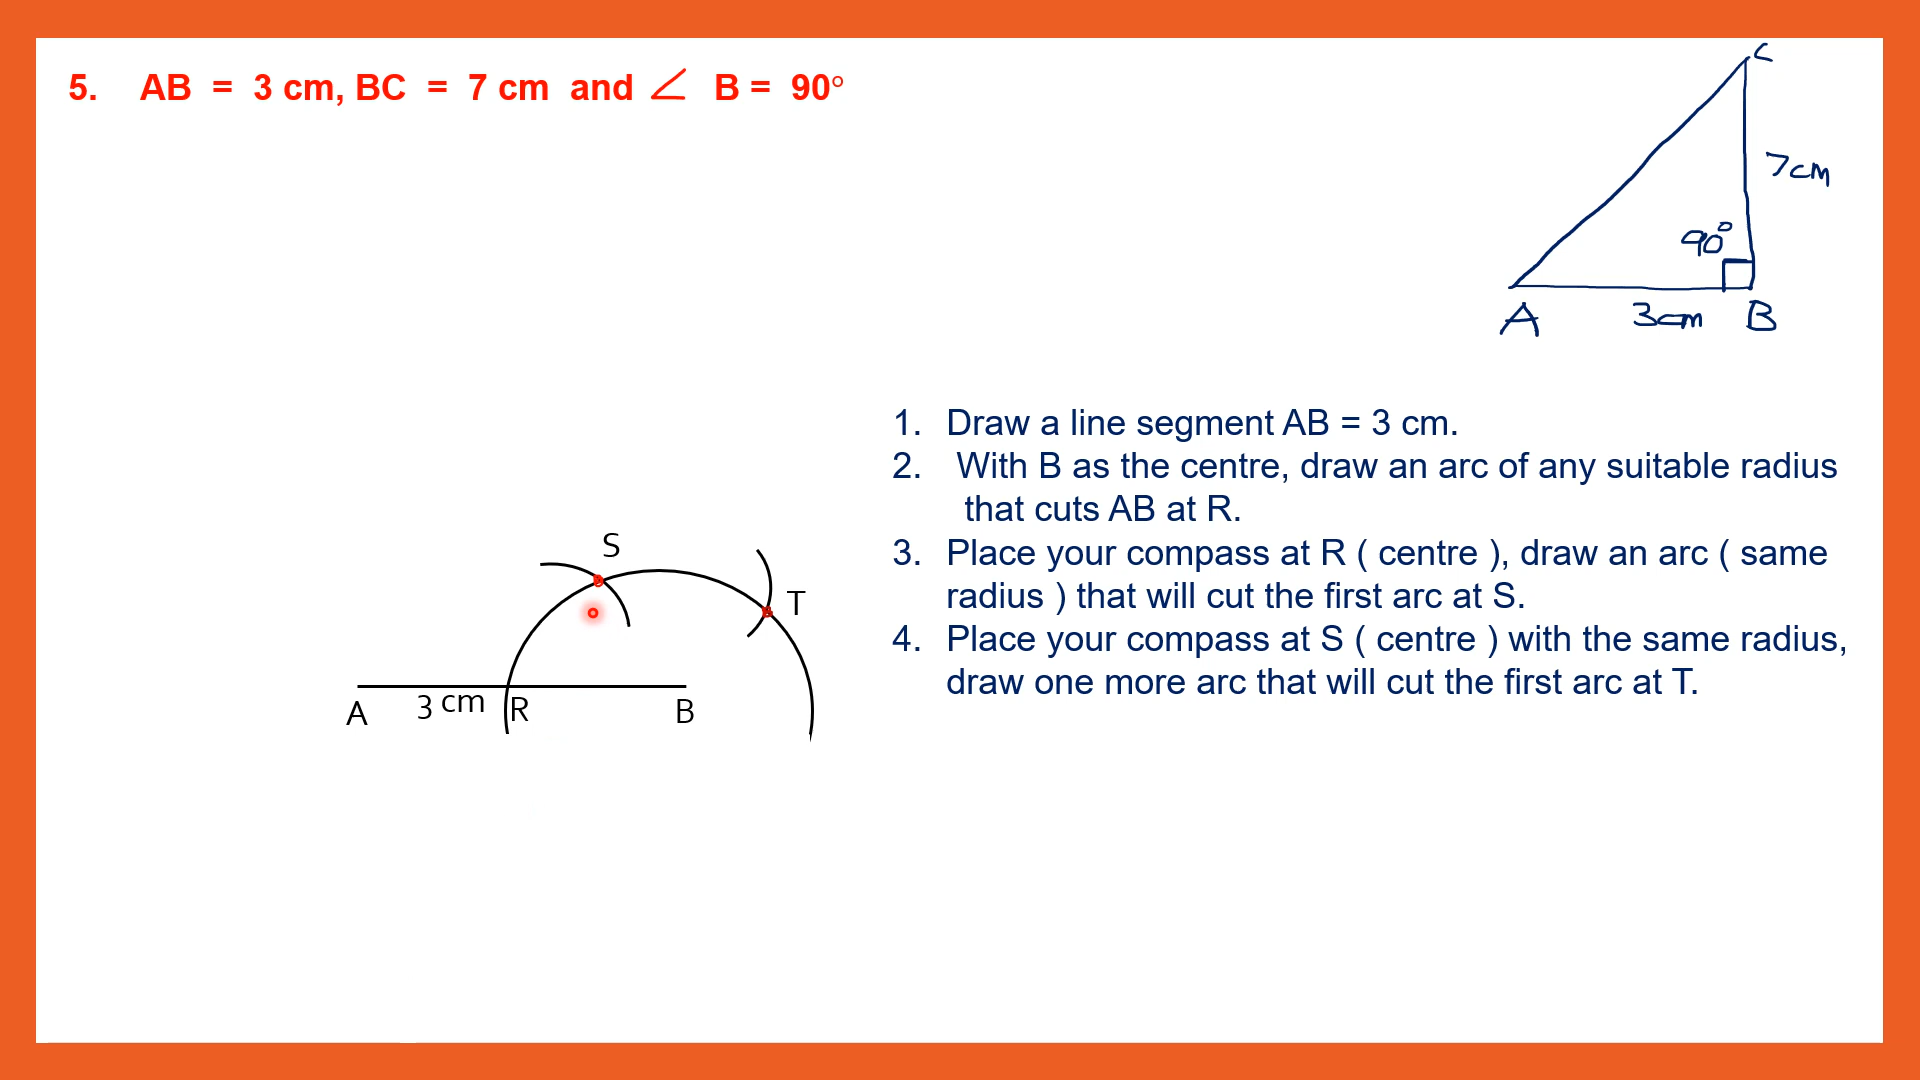 5. AB = 3 cm, BC = 7 cm and ∠ B = 90°
C
7cm
90°
A 3cm B
1. Draw a line segment AB = 3 cm.
2. With B as the centre, draw an arc of any suitable radius
that cuts AB at R.
3. Place your compass at R ( centre ), draw an arc ( same
radius ) that will cut the first arc at S.
4. Place your compass at S ( centre ) with the same radius,
draw one more arc that will cut the first arc at T.
S
T
A 3 cm R B